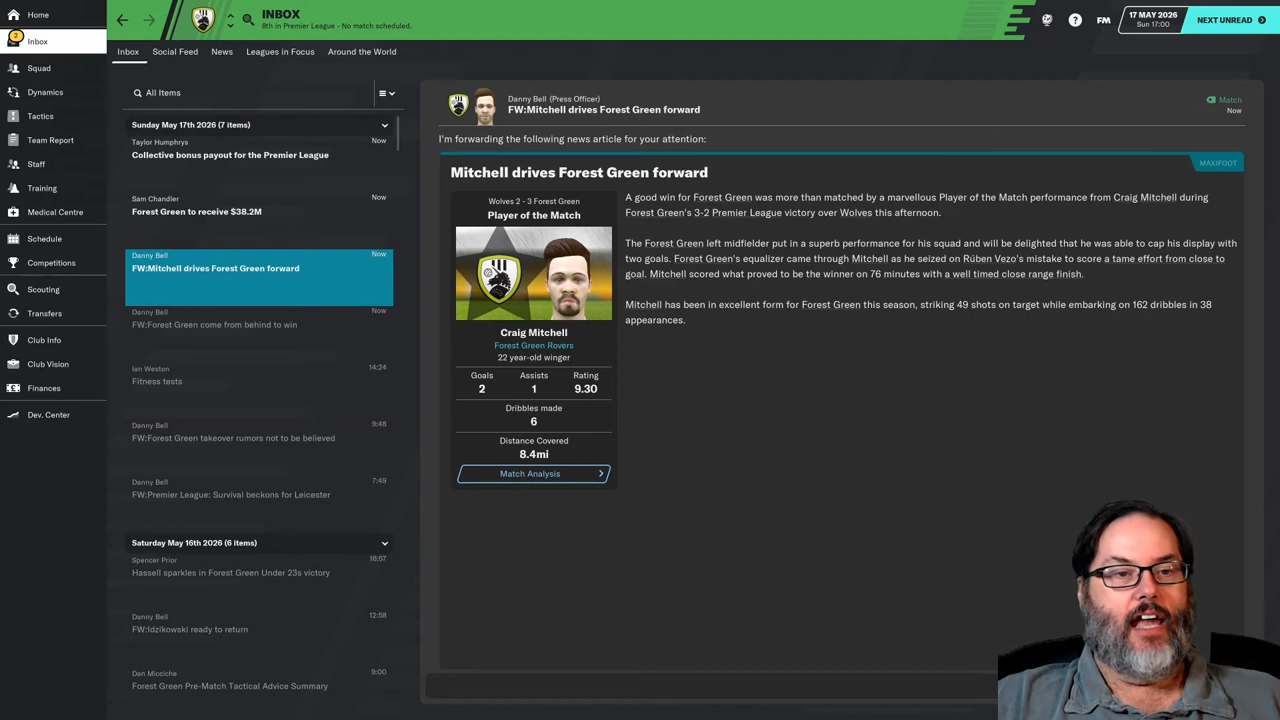 Home
2
Inbox
Squad
Dynamics
Tactics
Team Report
Staff
Training
Medical Centre
Schedule
Competitions
Scouting
Transfers
Club Info
Club Vision
Finances
Dev. Center
INBOX
8th in Premier League - No match scheduled.
?
FM
17 MAY 2026
Sun 17:00
NEXT UNREAD
Inbox
Social Feed
News
Leagues in Focus
Around the World
All Items
Sunday May 17th 2026 (7 items)
Taylor Humphrys Now
Collective bonus payout for the Premier League
Sam Chandler Now
Forest Green to receive $38.2M
Danny Bell Now
FW:Mitchell drives Forest Green forward
Danny Bell Now
FW:Forest Green come from behind to win
Ian Weston 14:24
Fitness tests
Danny Bell 9:48
FW:Forest Green takeover rumors not to be believed
Danny Bell 7:49
FW:Premier League: Survival beckons for Leicester
Saturday May 16th 2026 (6 items)
Spencer Prior 16:57
Hassell sparkles in Forest Green Under 23s victory
Danny Bell 12:58
FW:Idzikowski ready to return
Dan Micciche 9:00
Forest Green Pre-Match Tactical Advice Summary
Danny Bell (Press Officer)
FW:Mitchell drives Forest Green forward
Match
Now
I'm forwarding the following news article for your attention:
MAXIFOOT
Mitchell drives Forest Green forward
Wolves 2 - 3 Forest Green
Player of the Match
Craig Mitchell
Forest Green Rovers
22 year-old winger
Goals Assists Rating
2 1 9.30
Dribbles made
6
Distance Covered
8.4mi
Match Analysis
A good win for Forest Green was more than matched by a marvellous Player of the Match performance from Craig Mitchell during
Forest Green's 3-2 Premier League victory over Wolves this afternoon.
The Forest Green left midfielder put in a superb performance for his squad and will be delighted that he was able to cap his display with
two goals. Forest Green's equalizer came through Mitchell as he seized on Rúben Vezo's mistake to score a tame effort from close to
goal. Mitchell scored what proved to be the winner on 76 minutes with a well timed close range finish.
Mitchell has been in excellent form for Forest Green this season, striking 49 shots on target while embarking on 162 dribbles in 38
appearances.